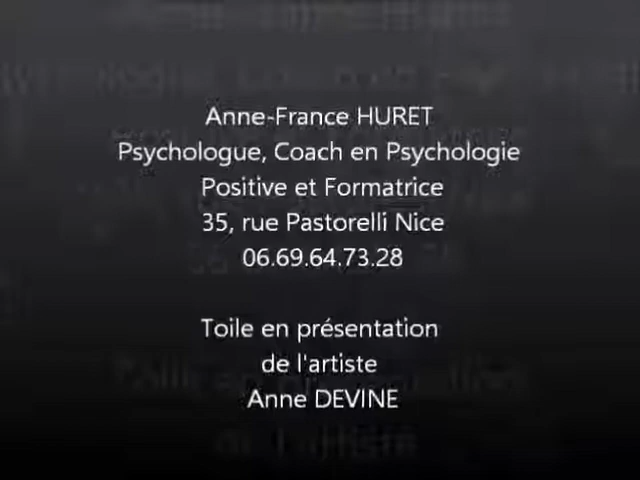 Anne-France HURET
Psychologue, Coach en Psychologie
Positive et Formatrice
35, rue Pastorelli Nice
06.69.64.73.28
Toile en présentation
de l'artiste
Anne DEVINE